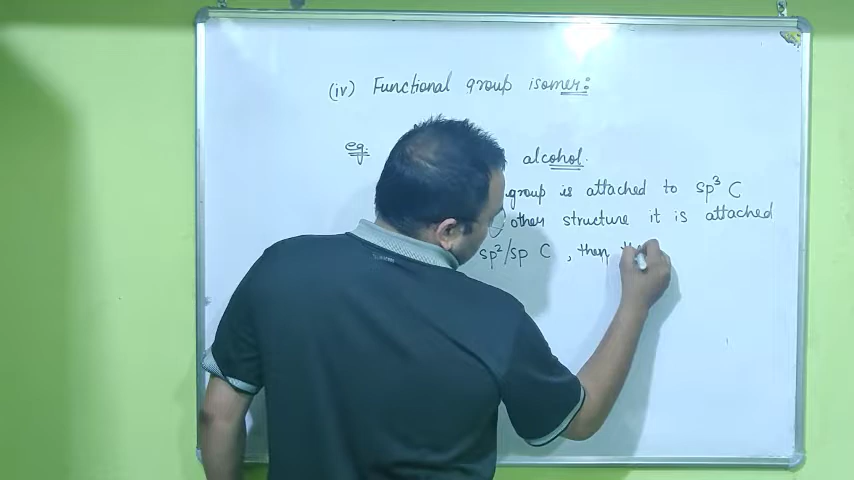 (iv) Functional group isomer:
eg. alcohol.
group is attached to sp³ C
other structure it is attached
sp²/sp C , then